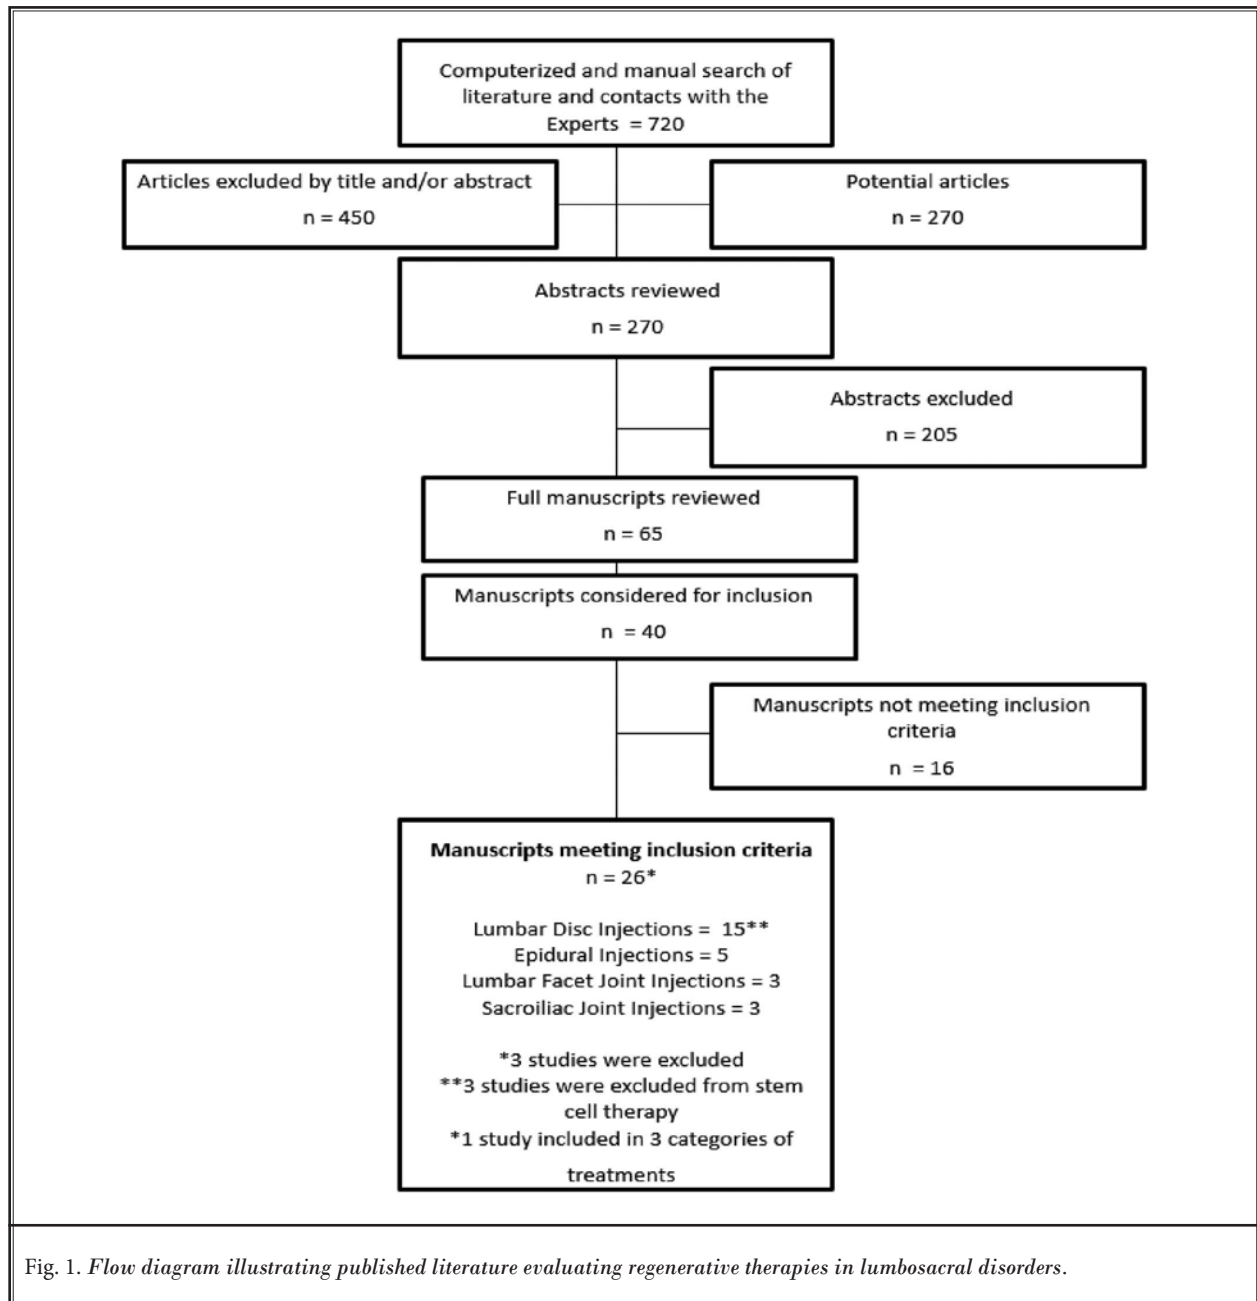 Computerized and manual search of
literature and contacts with the
Experts = 720
Articles excluded by title and/or abstract
n = 450
Potential articles
n = 270
Abstracts reviewed
n = 270
Abstracts excluded
n = 205
Full manuscripts reviewed
n = 65
Manuscripts considered for inclusion
n = 40
Manuscripts not meeting inclusion
criteria
n = 16
Manuscripts meeting inclusion criteria
n = 26*
Lumbar Disc Injections = 15**
Epidural Injections = 5
Lumbar Facet Joint Injections = 3
Sacroiliac Joint Injections = 3
*3 studies were excluded
**3 studies were excluded from stem
cell therapy
*1 study included in 3 categories of
treatments
Fig. 1. Flow diagram illustrating published literature evaluating regenerative therapies in lumbosacral disorders.